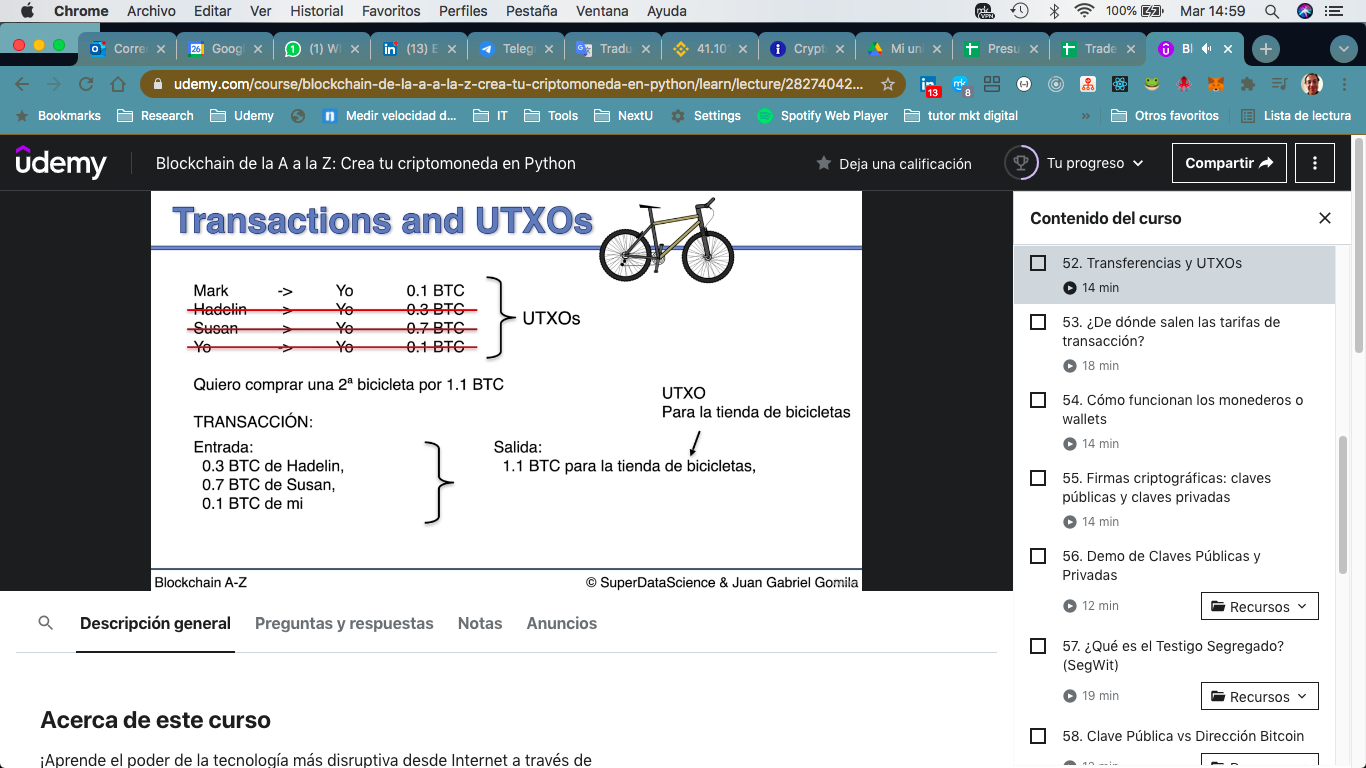 Chrome Archivo Editar Ver Historial Favoritos Perfiles Pestaña Ventana Ayuda 100% Mar 14:59
Corre 26 Googl (1) W (13) E Teleg Tradu 41.10 Crypt Mi un Presu Trade Bl
udemy.com/course/blockchain-de-la-a-a-la-z-crea-tu-criptomoneda-en-python/learn/lecture/28274042... 13 8
Bookmarks Research Udemy Medir velocidad d... IT Tools NextU Settings Spotify Web Player tutor mkt digital » Otros favoritos Lista de lectura
udemy Blockchain de la A a la Z: Crea tu criptomoneda en Python Deja una calificación Tu progreso Compartir
Transactions and UTXOs
Mark -> Yo 0.1 BTC
Hadelin -> Yo 0.3 BTC
Susan -> Yo 0.7 BTC
Yo -> Yo 0.1 BTC
UTXOs
Quiero comprar una 2ª bicicleta por 1.1 BTC
UTXO
Para la tienda de bicicletas
TRANSACCIÓN:
Entrada:
0.3 BTC de Hadelin,
0.7 BTC de Susan,
0.1 BTC de mi
Salida:
1.1 BTC para la tienda de bicicletas,
Blockchain A-Z © SuperDataScience & Juan Gabriel Gomila
Contenido del curso
52. Transferencias y UTXOs
14 min
53. ¿De dónde salen las tarifas de
transacción?
18 min
54. Cómo funcionan los monederos o
wallets
14 min
55. Firmas criptográficas: claves
públicas y claves privadas
14 min
56. Demo de Claves Públicas y
Privadas
12 min Recursos
57. ¿Qué es el Testigo Segregado?
(SegWit)
19 min Recursos
58. Clave Pública vs Dirección Bitcoin
Descripción general Preguntas y respuestas Notas Anuncios
Acerca de este curso
¡Aprende el poder de la tecnología más disruptiva desde Internet a través de